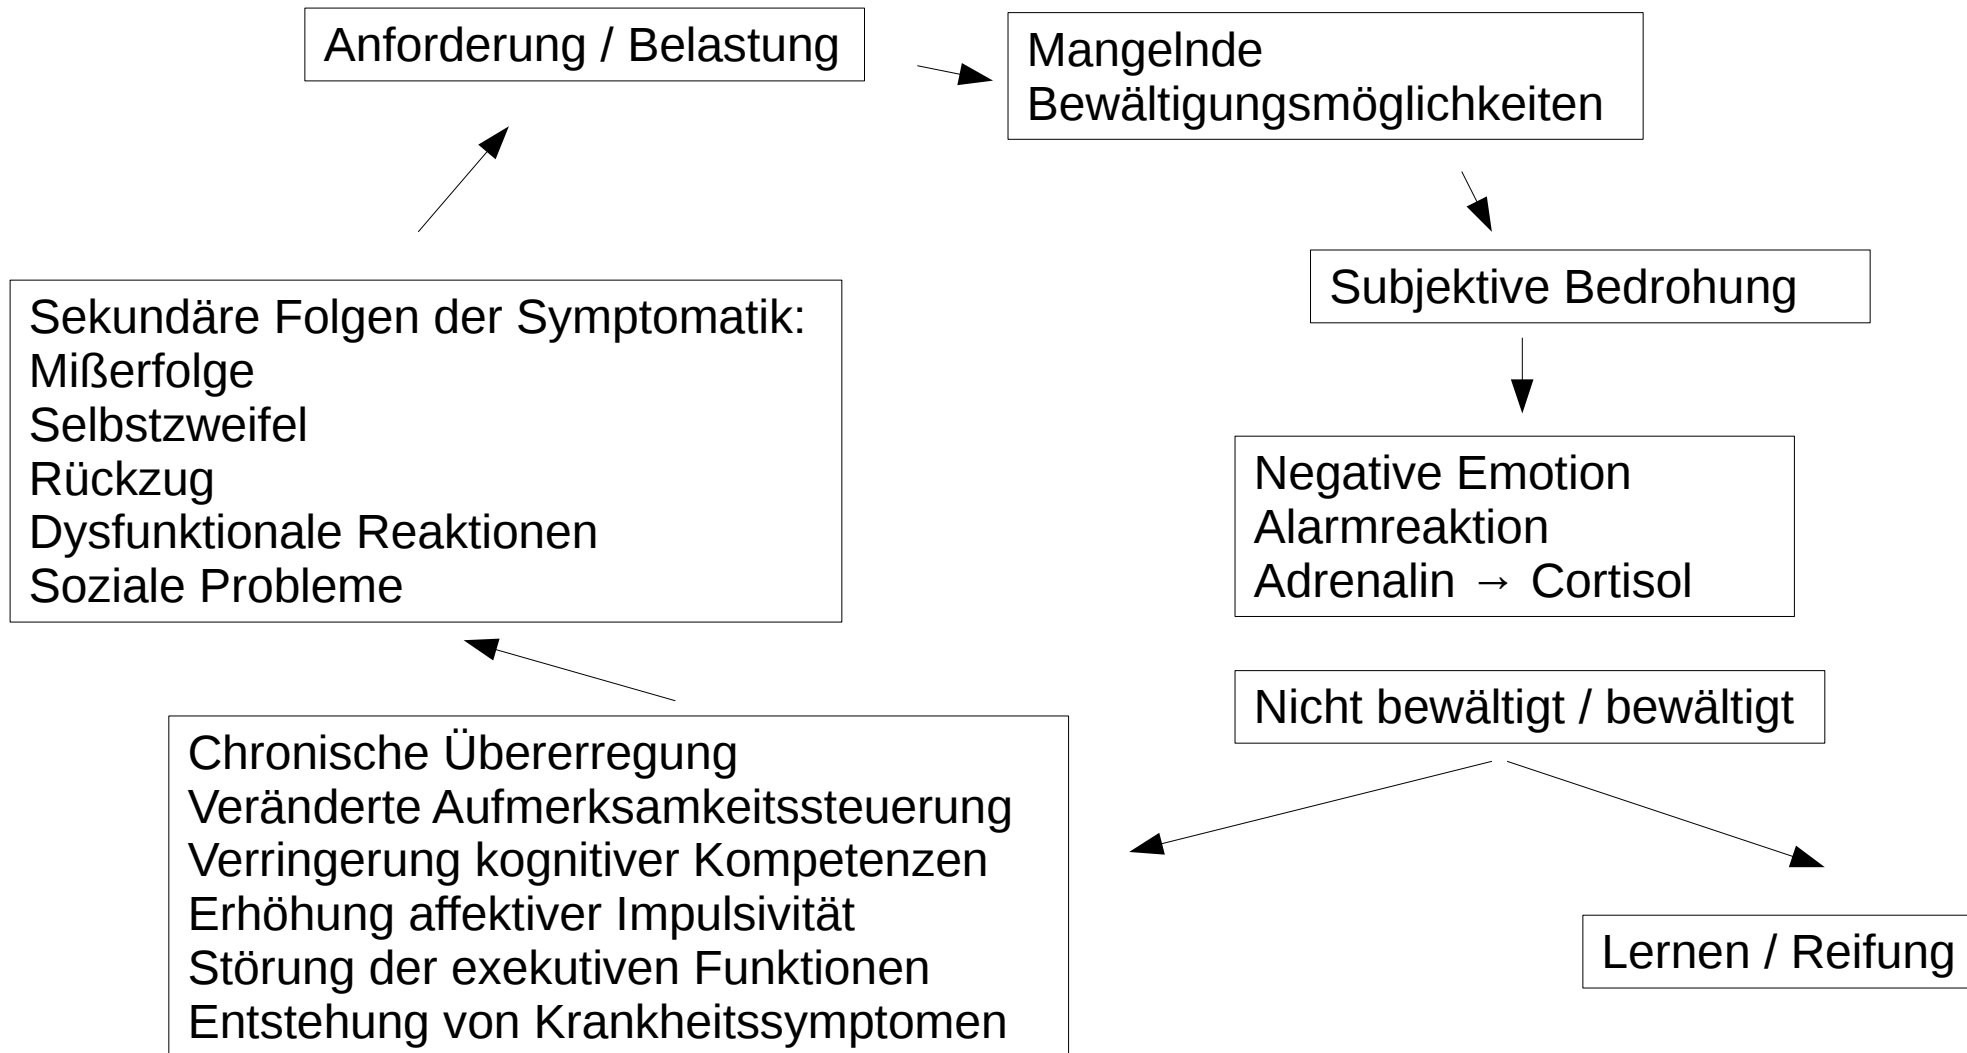 Anforderung / Belastung
Mangelnde
Bewältigungsmöglichkeiten
Subjektive Bedrohung
Negative Emotion
Alarmreaktion
Adrenalin → Cortisol
Nicht bewältigt / bewältigt
Lernen / Reifung
Chronische Übererregung
Veränderte Aufmerksamkeitssteuerung
Verringerung kognitiver Kompetenzen
Erhöhung affektiver Impulsivität
Störung der exekutiven Funktionen
Entstehung von Krankheitssymptomen
Sekundäre Folgen der Symptomatik:
Mißerfolge
Selbstzweifel
Rückzug
Dysfunktionale Reaktionen
Soziale Probleme